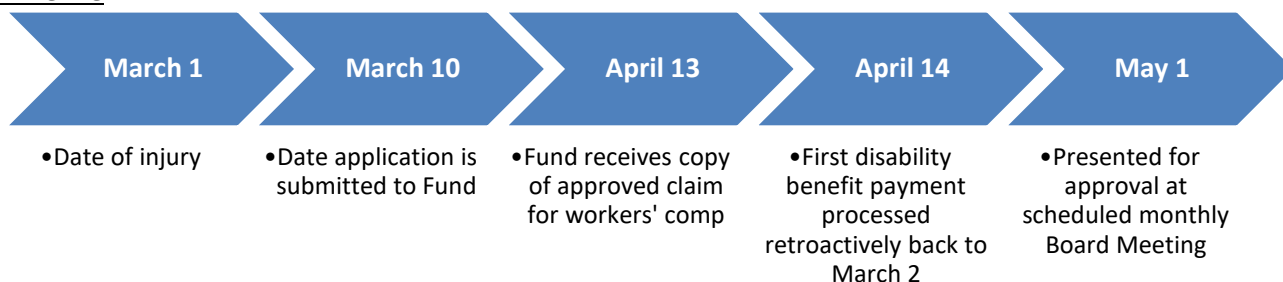 March 1
March 10
April 13
April 14
May 1
•Date of injury
•Date application is
submitted to Fund
•Fund receives copy
of approved claim
for workers' comp
•First disability
benefit payment
processed
retroactively back to
March 2
•Presented for
approval at
scheduled monthly
Board Meeting